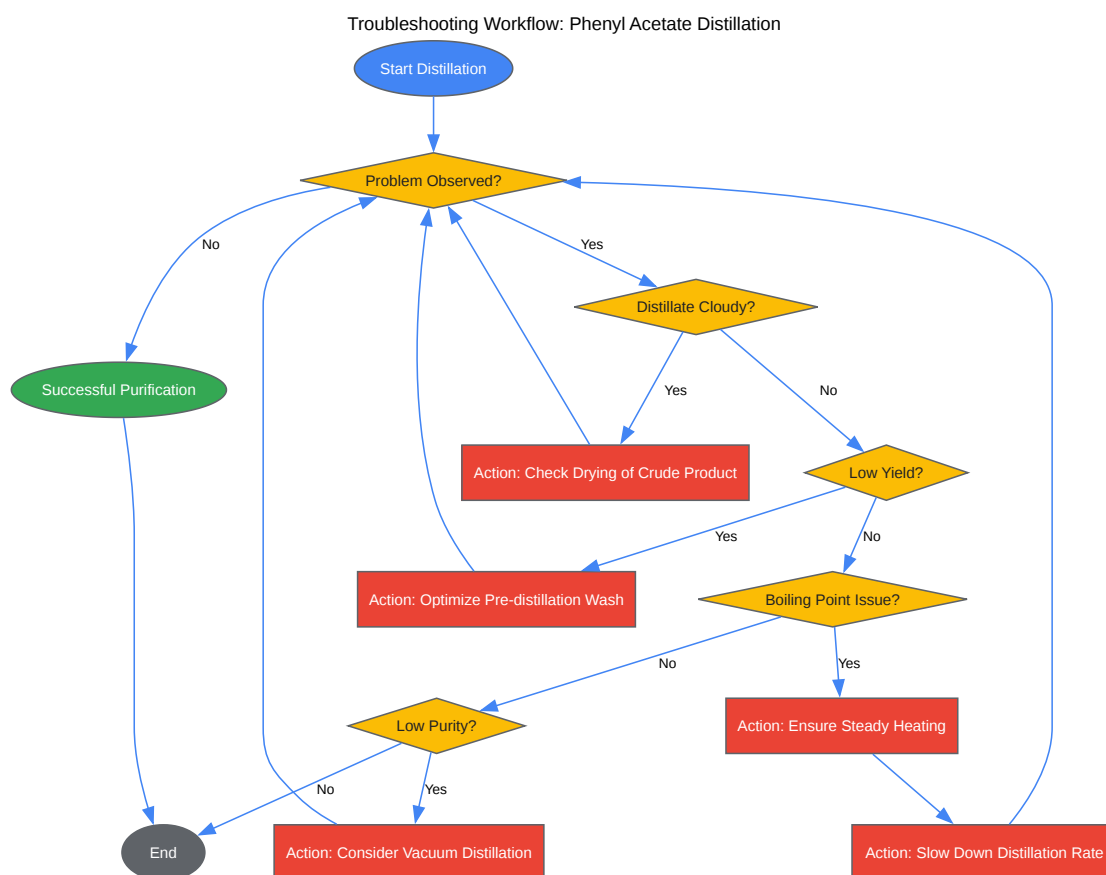 Troubleshooting Workflow: Phenyl Acetate Distillation
Start Distillation
Problem Observed?
No
Yes
Distillate Cloudy?
Successful Purification
Yes
No
Action: Check Drying of Crude Product
Low Yield?
Yes
No
Action: Optimize Pre-distillation Wash
Boiling Point Issue?
No
Yes
Low Purity?
Action: Ensure Steady Heating
No
Yes
End
Action: Consider Vacuum Distillation
Action: Slow Down Distillation Rate